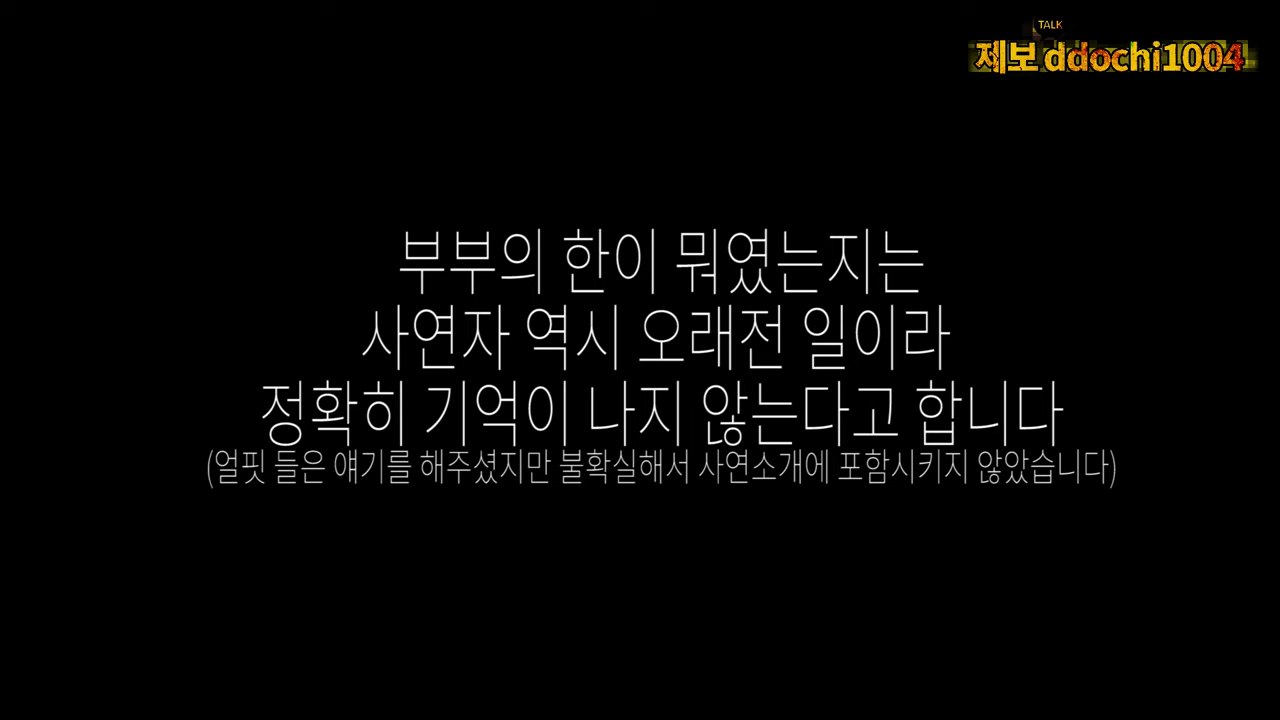 TALK
제보 ddochi1004
부부의 한이 뭐였는지는
사연자 역시 오래전 일이라
정확히 기억이 나지 않는다고 합니다
(얼핏 들은 얘기를 해주셨지만 불확실해서 사연소개에 포함시키지 않았습니다)